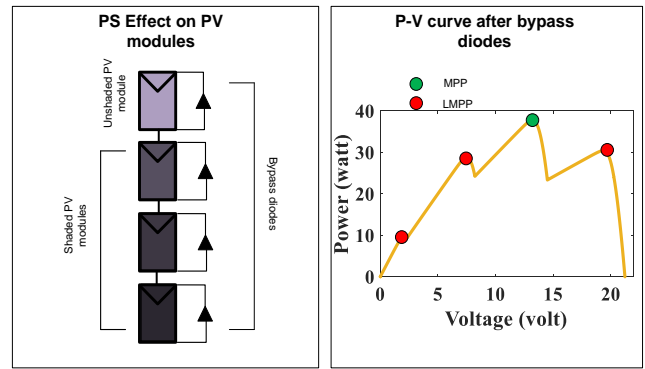 PS Effect on PV
modules
Unshaded PV
module
Shaded PV
modules
Bypass diodes
P-V curve after bypass
diodes
MPP
LMPP
Power (watt)
40
30
20
10
0
0
5
10
15
20
Voltage (volt)